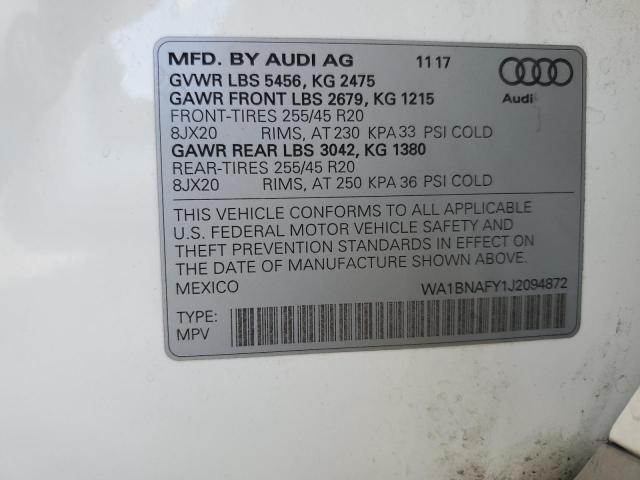 MFD. BY AUDI AG 11 17
GVWR LBS 5456, KG 2475
GAWR FRONT LBS 2679, KG 1215
FRONT-TIRES 255/45 R20
8JX20 RIMS, AT 230 KPA 33 PSI COLD
GAWR REAR LBS 3042, KG 1380
REAR-TIRES 255/45 R20
8JX20 RIMS, AT 250 KPA 36 PSI COLD
Audi
THIS VEHICLE CONFORMS TO ALL APPLICABLE
U.S. FEDERAL MOTOR VEHICLE SAFETY AND
THEFT PREVENTION STANDARDS IN EFFECT ON
THE DATE OF MANUFACTURE SHOWN ABOVE.
MEXICO WA1BNAFY1J2094872
TYPE:
MPV